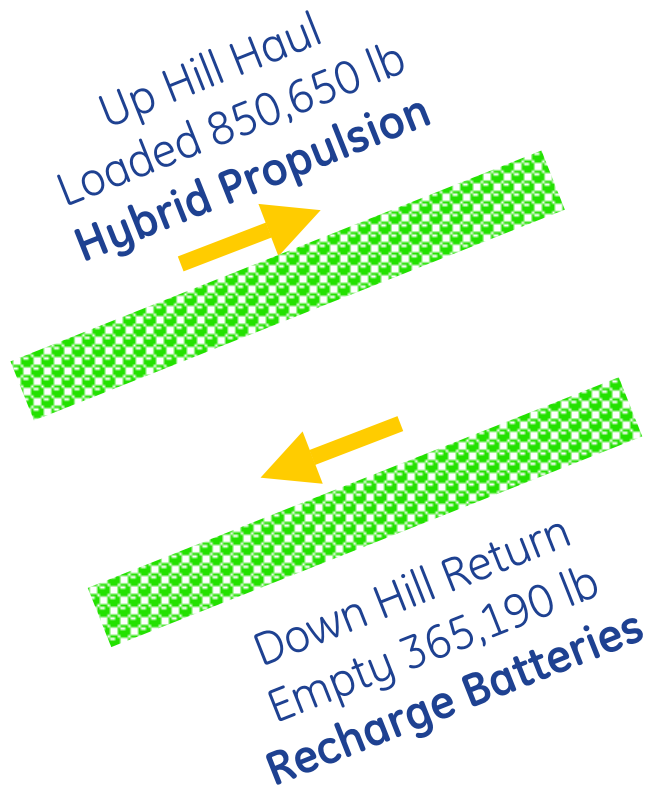 Up Hill Haul
Loaded 850,650 lb
Hybrid Propulsion
Down Hill Return
Empty 365,190 lb
Recharge Batteries